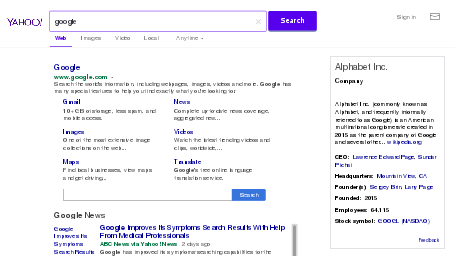 YAHOO!
google
Search
Sign in
Web Images Video Local Anytime
Google
www.google.com
Search the world's information, including webpages, images, videos and more. Google has
many special features to help you find exactly what you're looking for.
Gmail
10+ GB of storage, less spam, and
mobile access.
News
Complete up-to-date news coverage,
aggregated from...
Images
One of the most extensive image
collections on the web...
Videos
Watch the latest trending videos and
clips, worldwide,...
Maps
Find local businesses, view maps
and get driving...
Translate
Google's free online language
translation service.
Search
Google News
Google
Improves Its
Symptoms
Search Results
Google Improves Its Symptoms Search Results With Help
From Medical Professionals
ABC News via Yahoo! News 2 days ago
Google has improved its symptoms searching capabilities for the
Alphabet Inc.
Company
Alphabet Inc. (commonly known as
Alphabet, and frequently informally
referred to as Google) is an American
multinational conglomerate created in
2015 as the parent company of Google
and several other... wikipedia.org
CEO: Lawrence Edward Page, Sundar
Pichai
Headquarters: Mountain View, CA
Founder(s): Sergey Brin, Larry Page
Founded: 2015
Employees: 64,115
Stock symbol: GOOGL (NASDAQ)
Feedback